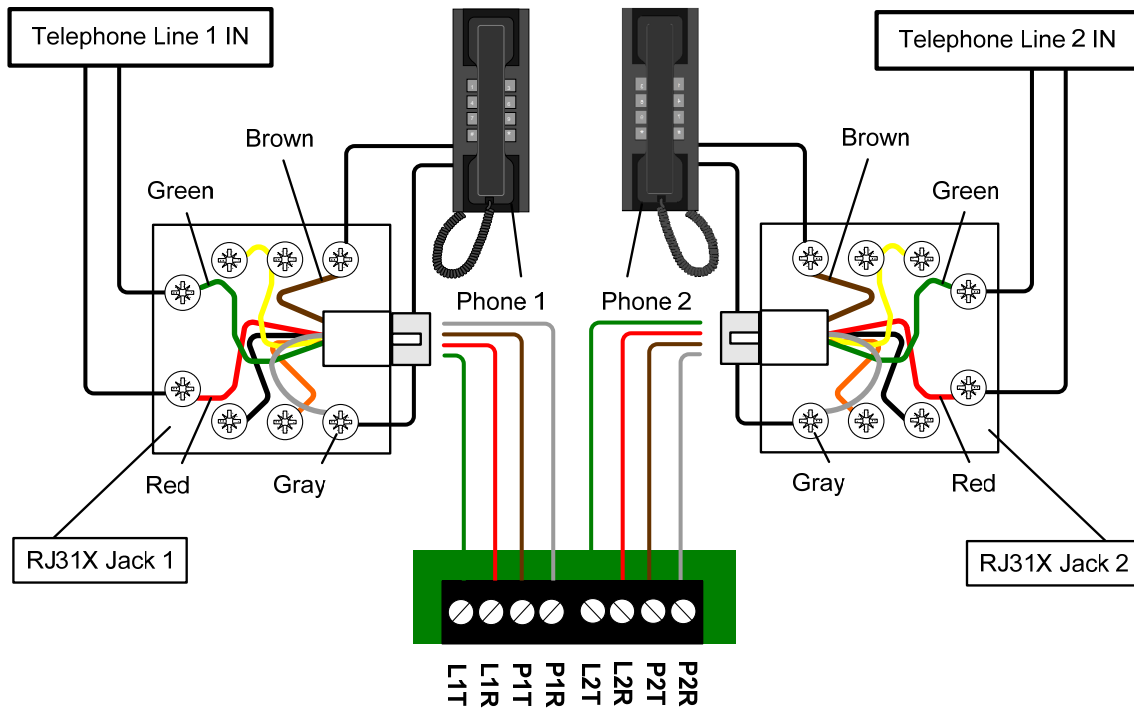 Telephone Line 1 IN
Telephone Line 2 IN
Brown
Brown
Green
Green
Phone 1
Phone 2
Red
Gray
Gray
Red
RJ31X Jack 1
RJ31X Jack 2
L1T
L1R
P1T
P1R
L2T
L2R
P2T
P2R